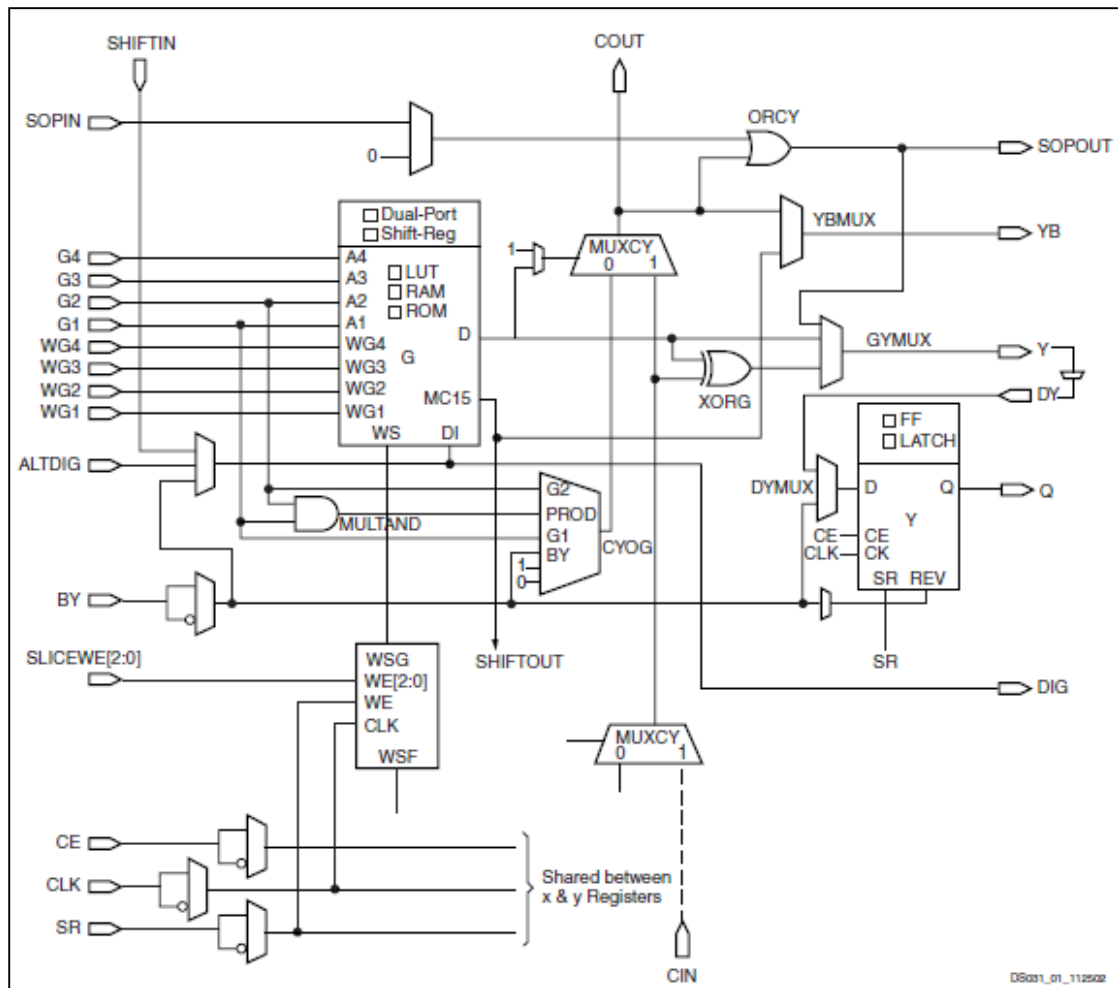 SHIFTIN
COUT
SOPIN
ORCY
SOPOUT
0
Dual-Port
Shift-Reg
YBMUX
YB
MUXCY
0 1
1
G4
A4
G3
A3
LUT
G2
A2
RAM
G1
A1
ROM
D
WG4
WG4
G
GYMUX
Y
WG3
WG3
WG2
WG2
MC15
XORG
DY
WG1
WG1
WS
DI
FF
LATCH
ALTDIG
DYMUX
D
Q
Q
G2
MULTAND
PROD
Y
G1
CYOG
CE
CE
BY
CLK
CK
1
0
SR REV
BY
SHIFTOUT
SR
SLICEWE[2:0]
WSG
WE[2:0]
WE
CLK
WSF
DIG
MUXCY
0 1
CE
CLK
Shared between
x & y Registers
SR
CIN
DS031_01_112502